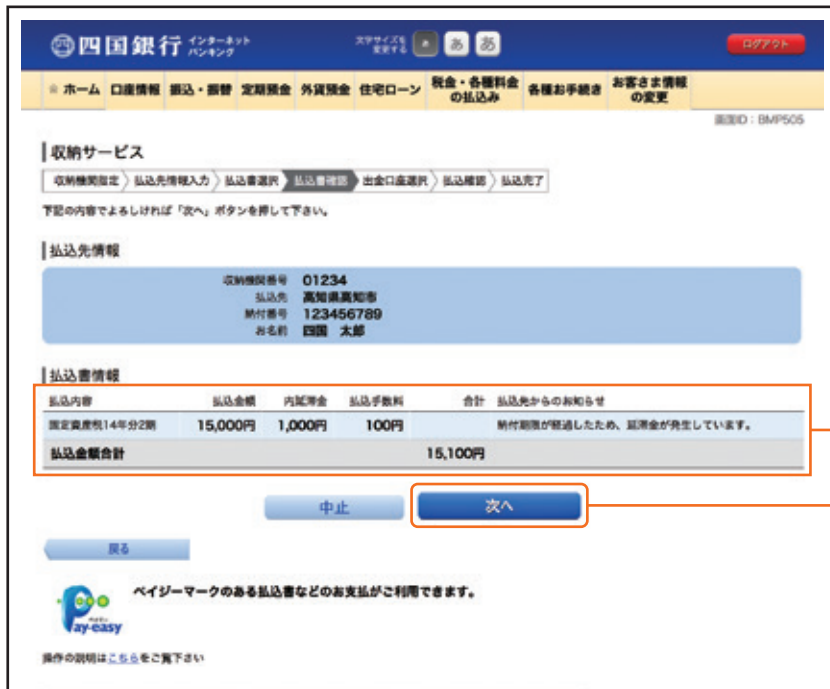 四国銀行 インターネットバンキング 文字サイズを変更する あ あ あ ログアウト
ホーム 口座情報 振込・振替 定期預金 外貨預金 住宅ローン 税金・各種料金の払込み 各種お手続き お客さま情報の変更
画面ID：BMP505
収納サービス
収納機関指定 払込先情報入力 払込書選択 払込書確認 出金口座選択 払込確認 払込完了
下記の内容でよろしければ「次へ」ボタンを押して下さい。
払込先情報
収納機関番号 01234
払込先 高知県高知市
納付番号 123456789
お名前 四国 太郎
払込書情報
払込内容 払込金額 内延滞金 払込手数料 合計 払込先からのお知らせ
固定資産税14年分2期 15,000円 1,000円 100円 納付期限が経過したため、延滞金が発生しています。
払込金額合計 15,100円
中止 次へ
戻る
ペイジーマークのある払込書などのお支払がご利用できます。
ペイジー
Pay-easy
操作の説明はこちらをご覧下さい